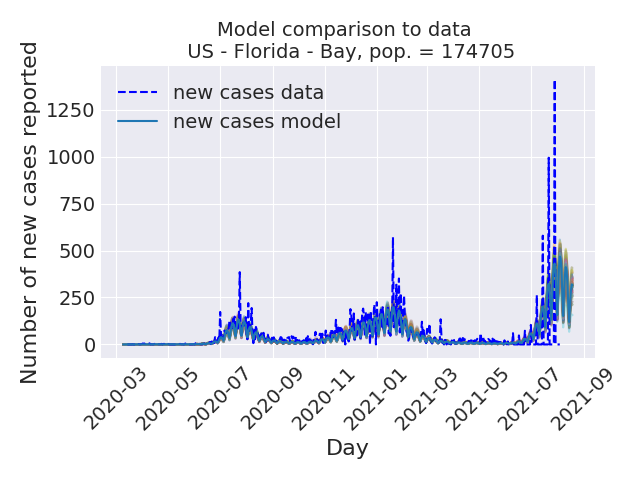 Model comparison to data
US - Florida - Bay, pop. = 174705
new cases data
new cases model
Number of new cases reported
1250
1000
750
500
250
0
2020-03
2020-05
2020-07
2020-09
2020-11
2021-01
2021-03
2021-05
2021-07
2021-09
Day